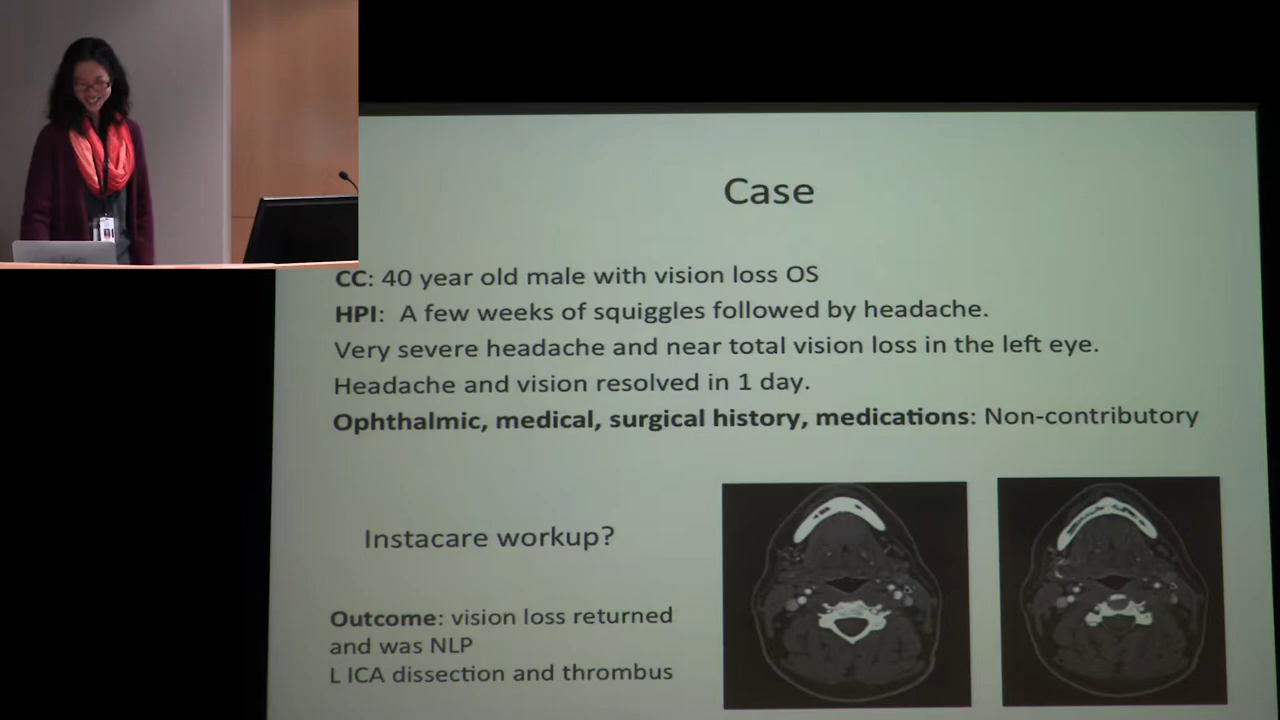 Case
CC: 40 year old male with vision loss OS
HPI:  A few weeks of squiggles followed by headache.
Very severe headache and near total vision loss in the left eye.
Headache and vision resolved in 1 day.
Ophthalmic, medical, surgical history, medications: Non-contributory
Instacare workup?
Outcome: vision loss returned
and was NLP
L ICA dissection and thrombus